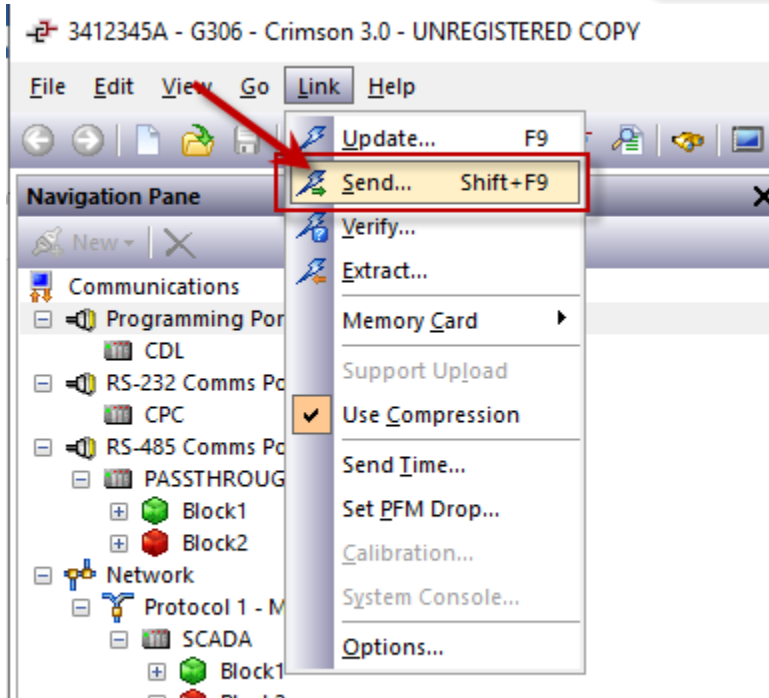 3412345A - G306 - Crimson 3.0 - UNREGISTERED COPY
File Edit View Go Link Help
Update... F9
Send... Shift+F9
Verify...
Extract...
Memory Card
Support Upload
Use Compression
Send Time...
Set PFM Drop...
Calibration...
System Console...
Options...
Navigation Pane
New
Communications
Programming Por
CDL
RS-232 Comms Po
CPC
RS-485 Comms Po
PASSTHROUG
Block1
Block2
Network
Protocol 1 - M
SCADA
Block1